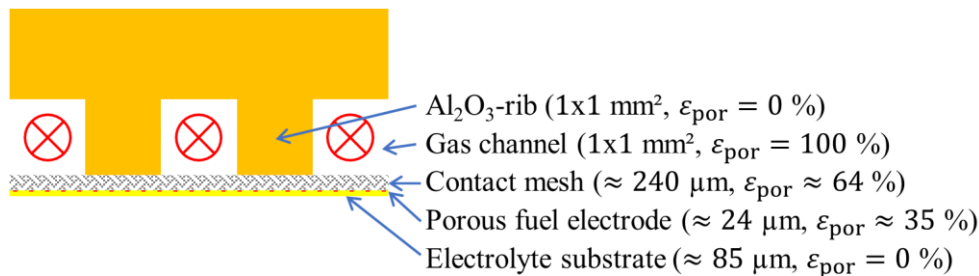 Al₂O₃-rib (1x1 mm², εpor = 0 %)
Gas channel (1x1 mm², εpor = 100 %)
Contact mesh (≈ 240 μm, εpor ≈ 64 %)
Porous fuel electrode (≈ 24 μm, εpor ≈ 35 %)
Electrolyte substrate (≈ 85 μm, εpor = 0 %)